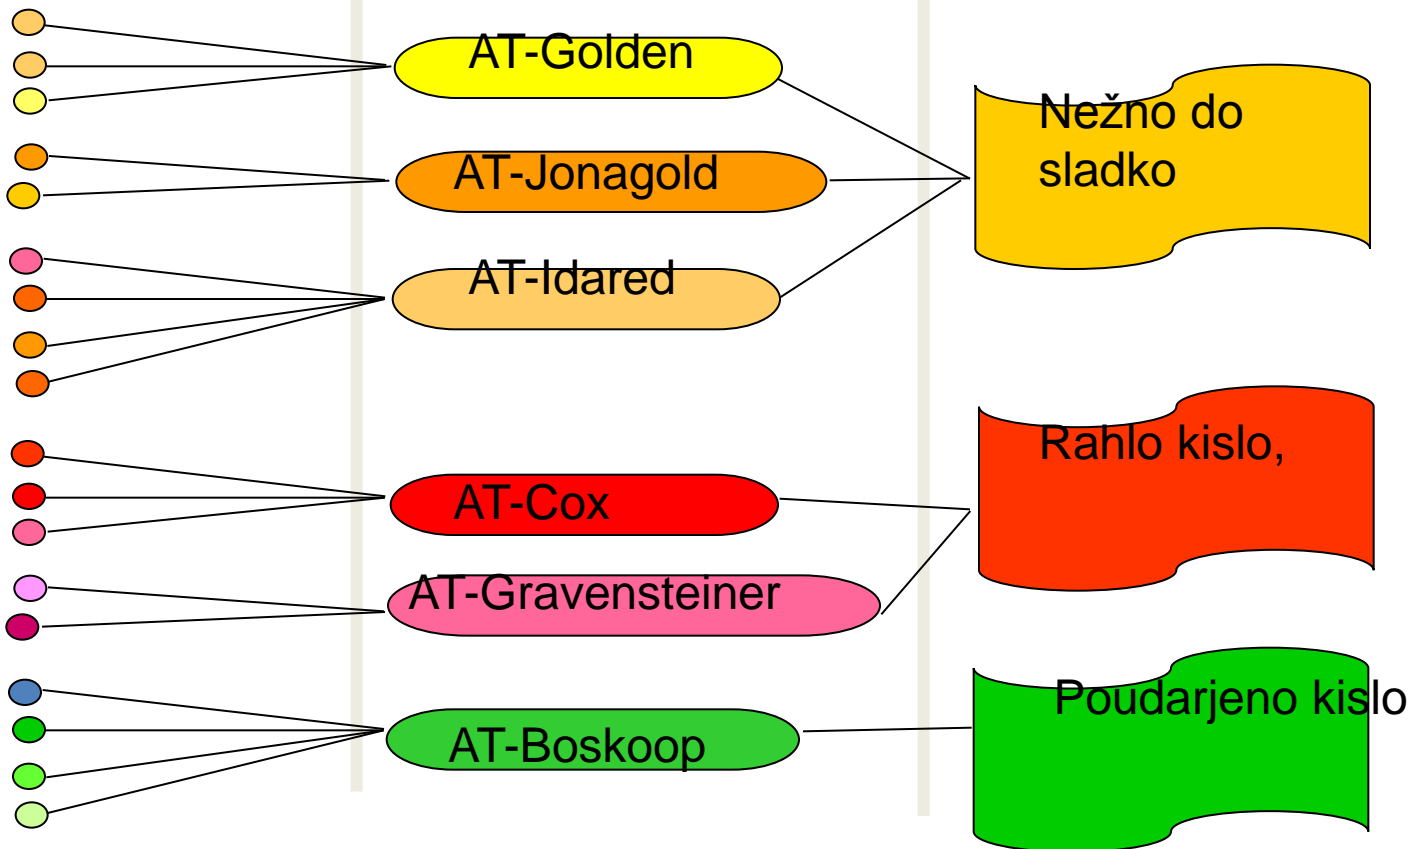 AT-Golden
AT-Jonagold
AT-Idared
AT-Cox
AT-Gravensteiner
AT-Boskoop
Nežno do
sladko
Rahlo kislo,
Poudarjeno kislo